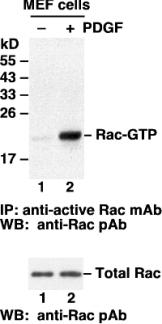 MEF cells
− + PDGF
kD
55
43
34
26
17
Rac-GTP
1 2
IP: anti-active Rac mAb
WB: anti-Rac pAb
Total Rac
1 2
WB: anti-Rac pAb